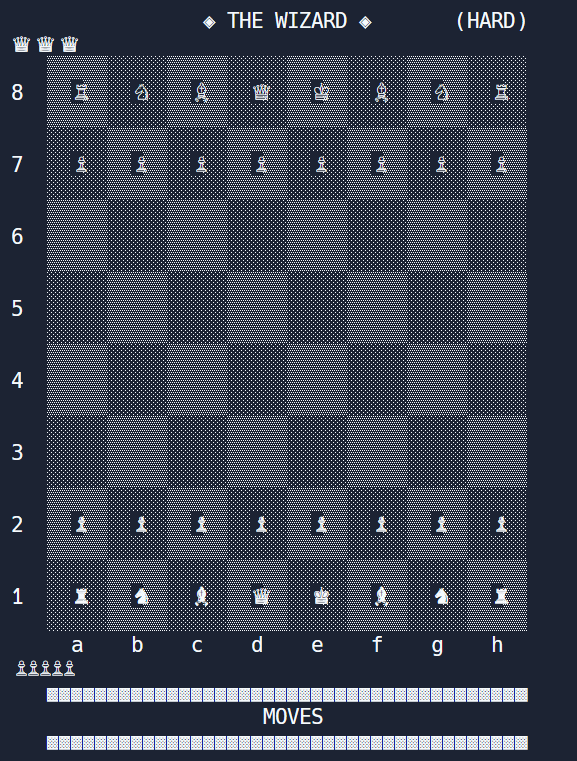 ◈ THE WIZARD ◈ (HARD)
♛ ♛ ♛
8 ♖ ♘ ♗ ♕ ♔ ♗ ♘ ♖
7 ♙ ♙ ♙ ♙ ♙ ♙ ♙ ♙
6
5
4
3
2 ♟ ♟ ♟ ♟ ♟ ♟ ♟ ♟
1 ♜ ♞ ♝ ♛ ♚ ♝ ♞ ♜
a b c d e f g h
♙♙♙♙♙
MOVES